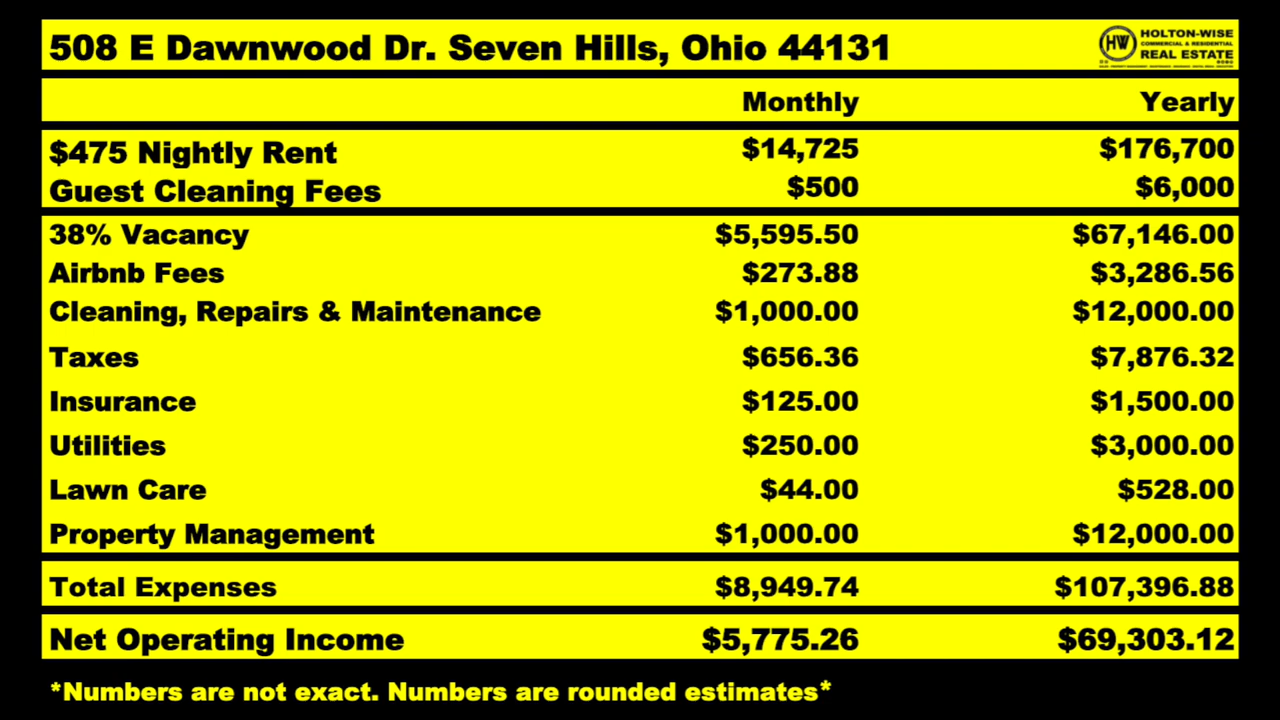 508 E Dawnwood Dr. Seven Hills, Ohio 44131
HOLTON-WISE
COMMERCIAL & RESIDENTIAL
REAL ESTATE
HW
Monthly Yearly
$475 Nightly Rent $14,725 $176,700
Guest Cleaning Fees $500 $6,000
38% Vacancy $5,595.50 $67,146.00
Airbnb Fees $273.88 $3,286.56
Cleaning, Repairs & Maintenance $1,000.00 $12,000.00
Taxes $656.36 $7,876.32
Insurance $125.00 $1,500.00
Utilities $250.00 $3,000.00
Lawn Care $44.00 $528.00
Property Management $1,000.00 $12,000.00
Total Expenses $8,949.74 $107,396.88
Net Operating Income $5,775.26 $69,303.12
*Numbers are not exact. Numbers are rounded estimates*